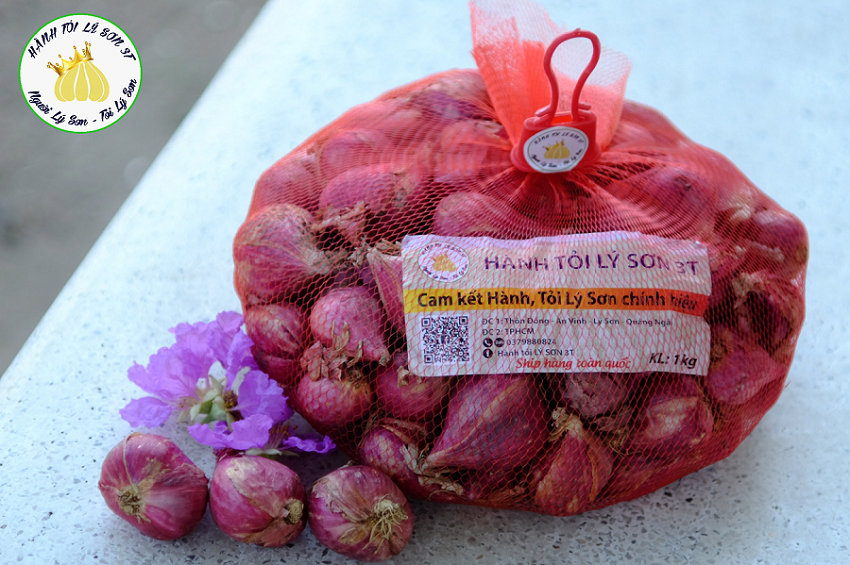 HÀNH TỎI LÝ SƠN 3T
Người Lý Sơn - Tỏi Lý Sơn
HÀNH TỎI LÝ SƠN 3T
Cam kết Hành, Tỏi Lý Sơn chính hiệu
ĐC 1: Thôn Đông - An Vĩnh - Lý Sơn - Quảng Ngãi
ĐC 2: TPHCM
0379880824
Hành tỏi LÝ SƠN 3T
Ship hàng toàn quốc
KL: 1kg